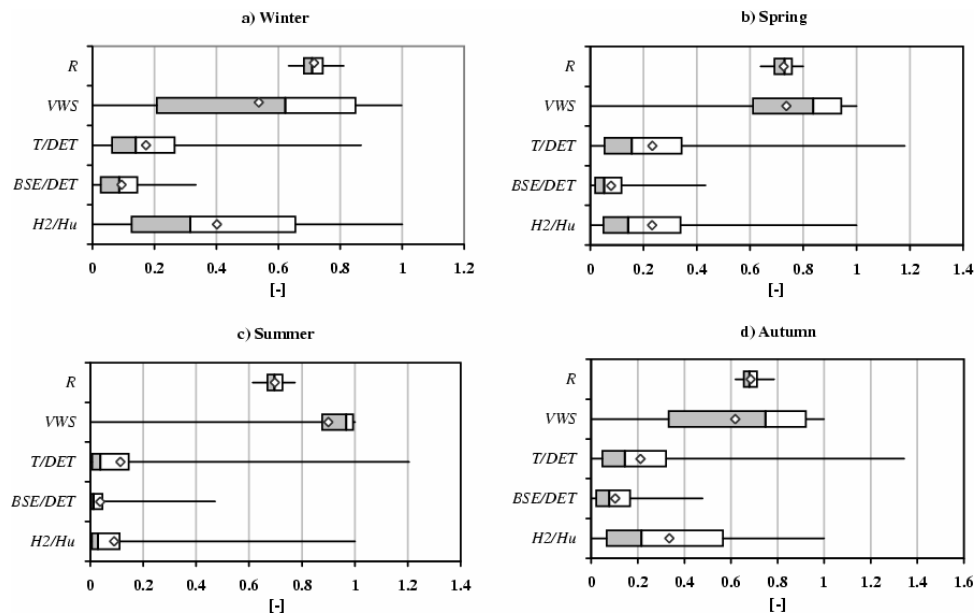 a) Winter
R
VWS
T/DET
BSE/DET
H2/Hu
0 0.2 0.4 0.6 0.8 1 1.2
[-]
b) Spring
R
VWS
T/DET
BSE/DET
H2/Hu
0 0.2 0.4 0.6 0.8 1 1.2 1.4
[-]
c) Summer
R
VWS
T/DET
BSE/DET
H2/Hu
0 0.2 0.4 0.6 0.8 1 1.2 1.4
[-]
d) Autumn
R
VWS
T/DET
BSE/DET
H2/Hu
0 0.2 0.4 0.6 0.8 1 1.2 1.4 1.6
[-]